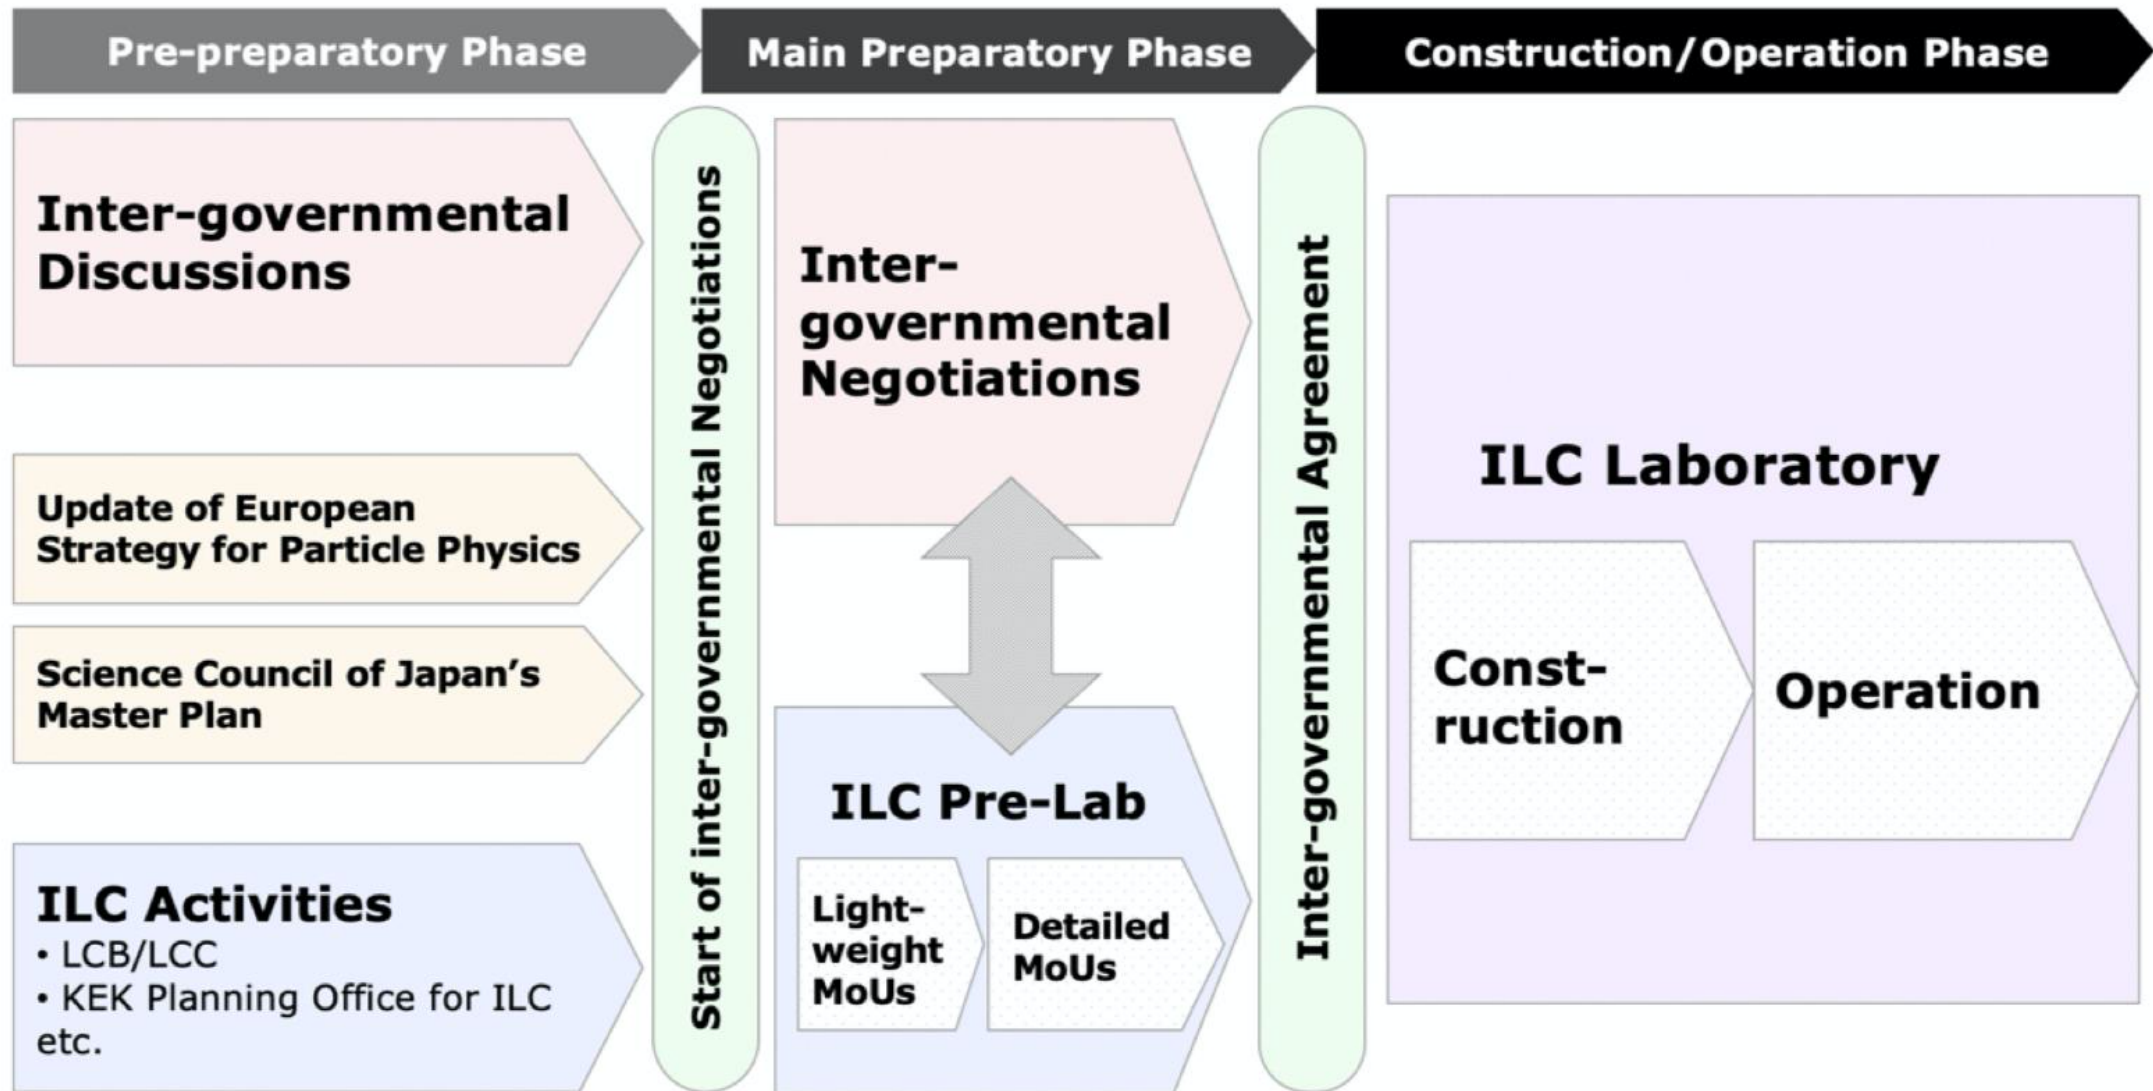 Pre-preparatory Phase
Main Preparatory Phase
Construction/Operation Phase
Inter-governmental
Discussions
Update of European
Strategy for Particle Physics
Science Council of Japan’s
Master Plan
ILC Activities
• LCB/LCC
• KEK Planning Office for ILC
etc.
Start of inter-governmental Negotiations
Inter-
governmental
Negotiations
ILC Pre-Lab
Light-
weight
MoUs
Detailed
MoUs
Inter-governmental Agreement
ILC Laboratory
Const-
ruction
Operation